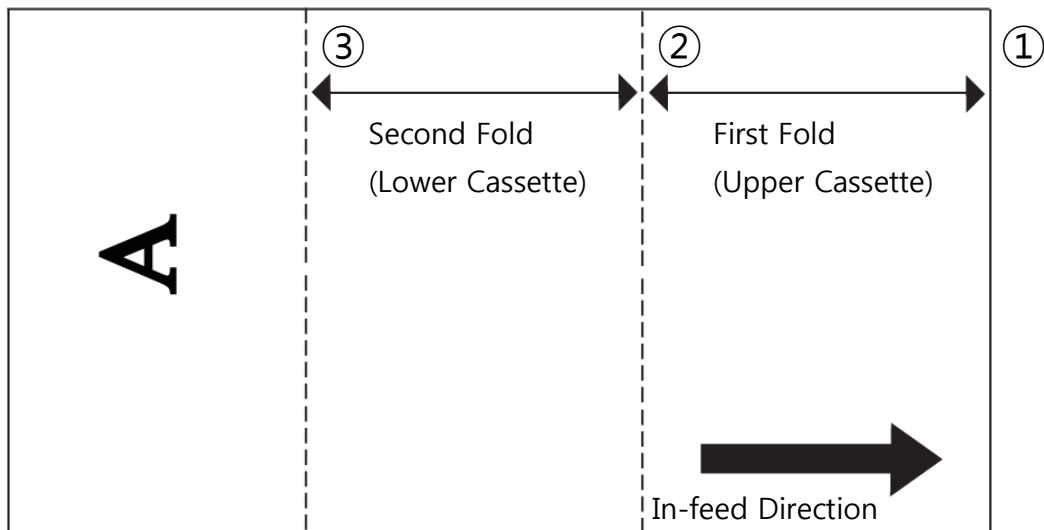 ③ ② ①
Second Fold
(Lower Cassette)
First Fold
(Upper Cassette)
A
In-feed Direction